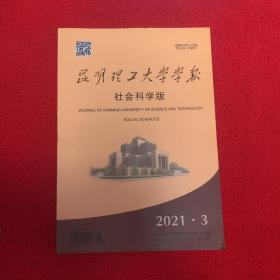 昆明理工大学学报
社会科学版
JOURNAL OF KUNMING UNIVERSITY OF SCIENCE AND TECHNOLOGY
SOCIAL SCIENCES
2021·3